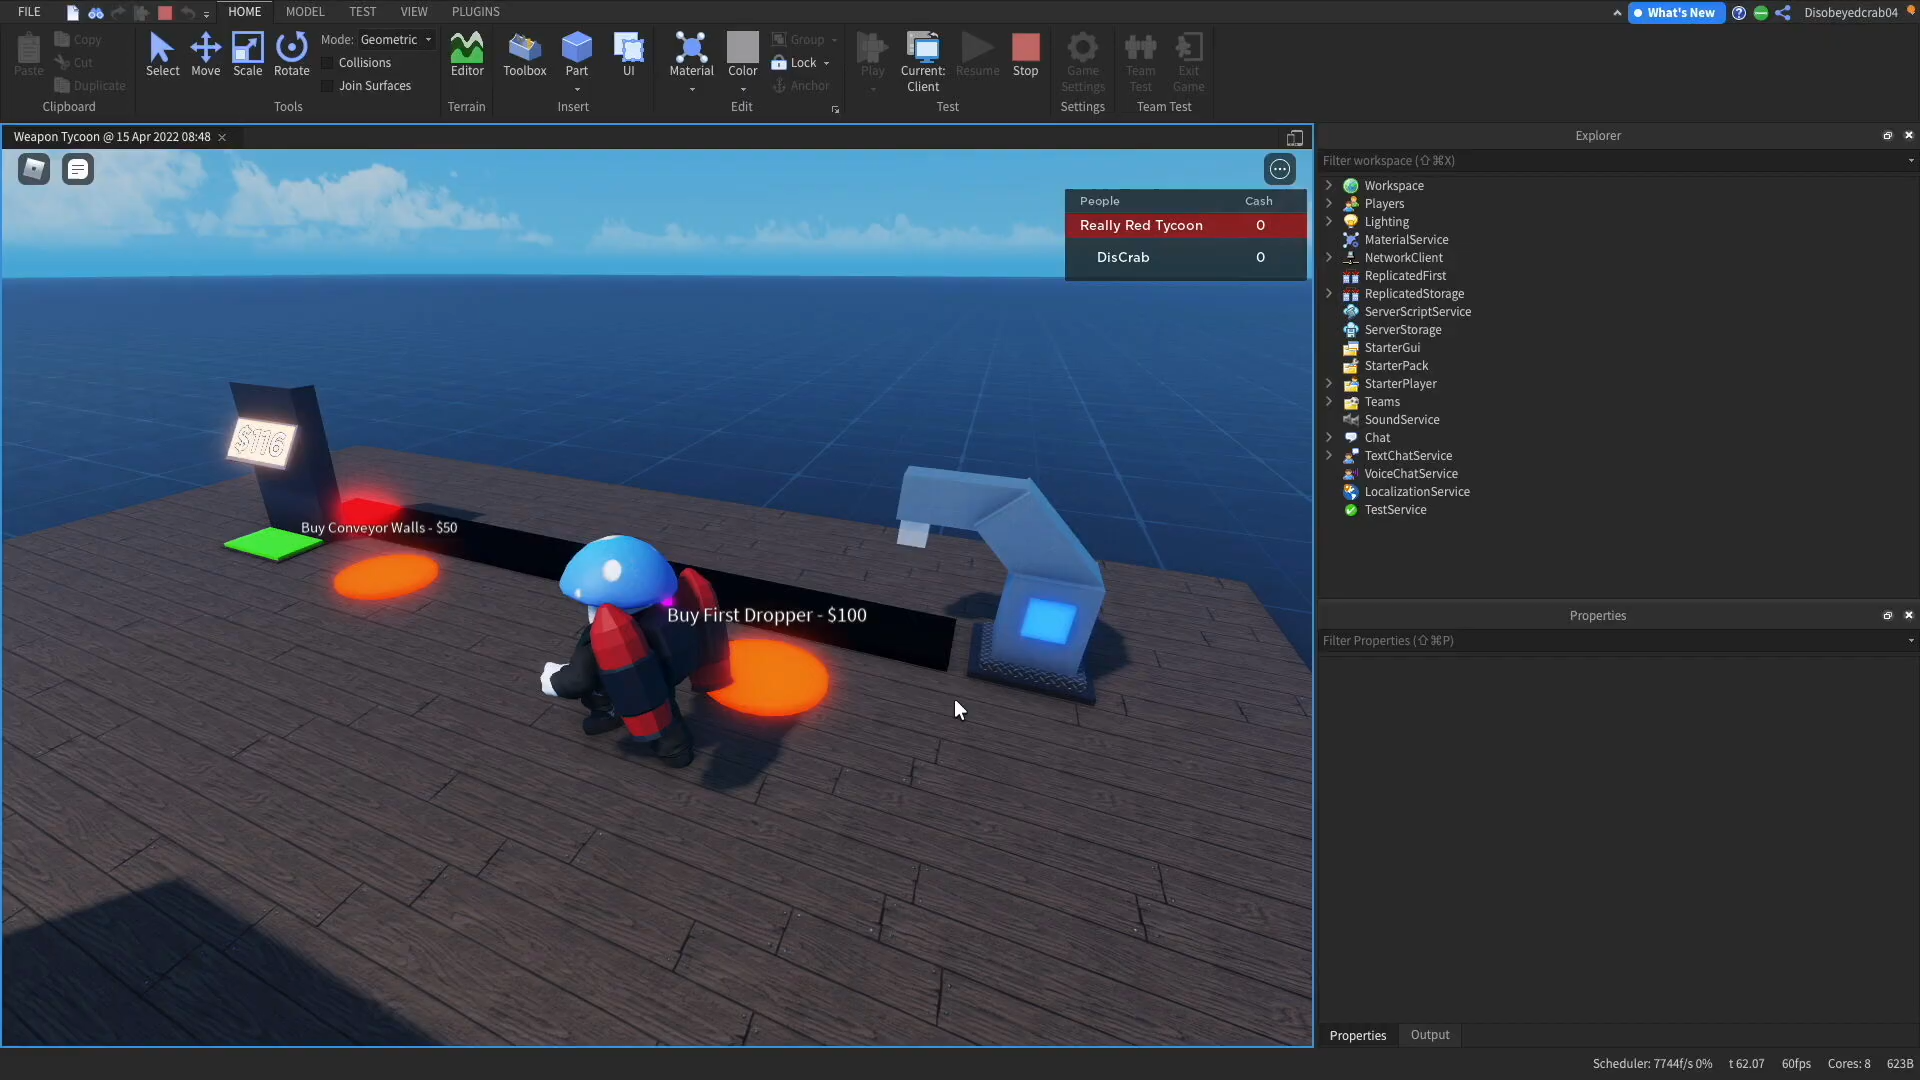 FILE HOME MODEL TEST VIEW PLUGINS What's New Disobeyedcrab04
Paste Copy Cut Duplicate Clipboard
Select Move Scale Rotate Mode: Geometric Collisions Join Surfaces Tools
Editor Terrain
Toolbox Part UI Insert
Material Color Group Lock Anchor Edit
Play Current: Client Resume Stop Test
Game Settings Settings
Team Test Exit Game Team Test
Weapon Tycoon @ 15 Apr 2022 08:48
People Cash
Really Red Tycoon 0
DisCrab 0
$116
Buy Conveyor Walls - $50
Buy First Dropper - $100
Explorer
Filter workspace (⇧⌘X)
Workspace
Players
Lighting
MaterialService
NetworkClient
ReplicatedFirst
ReplicatedStorage
ServerScriptService
ServerStorage
StarterGui
StarterPack
StarterPlayer
Teams
SoundService
Chat
TextChatService
VoiceChatService
LocalizationService
TestService
Properties
Filter Properties (⇧⌘P)
Properties Output
Scheduler: 7744f/s 0% t 62.07 60fps Cores: 8 623B